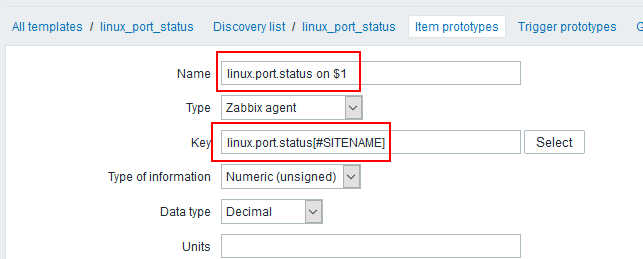 All templates / linux_port_status Discovery list / linux_port_status Item prototypes Trigger prototypes
Name linux.port.status on $1
Type Zabbix agent
Key linux.port.status[#SITENAME] Select
Type of information Numeric (unsigned)
Data type Decimal
Units